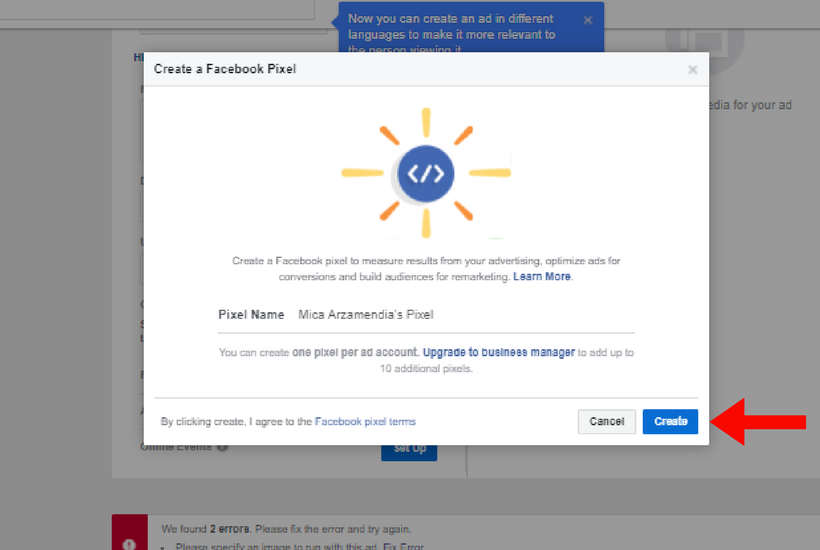 Now you can create an ad in different
languages to make it more relevant to
the person viewing it
Create a Facebook Pixel
edia for your ad
</>
Create a Facebook pixel to measure results from your advertising, optimize ads for
conversions and build audiences for remarketing. Learn More.
Pixel Name Mica Arzamendia's Pixel
You can create one pixel per ad account. Upgrade to business manager to add up to
10 additional pixels.
By clicking create, I agree to the Facebook pixel terms
Cancel
Create
Offline Events
Set Up
We found 2 errors. Please fix the error and try again.
• Please specify an image to run with this ad. Fix Error